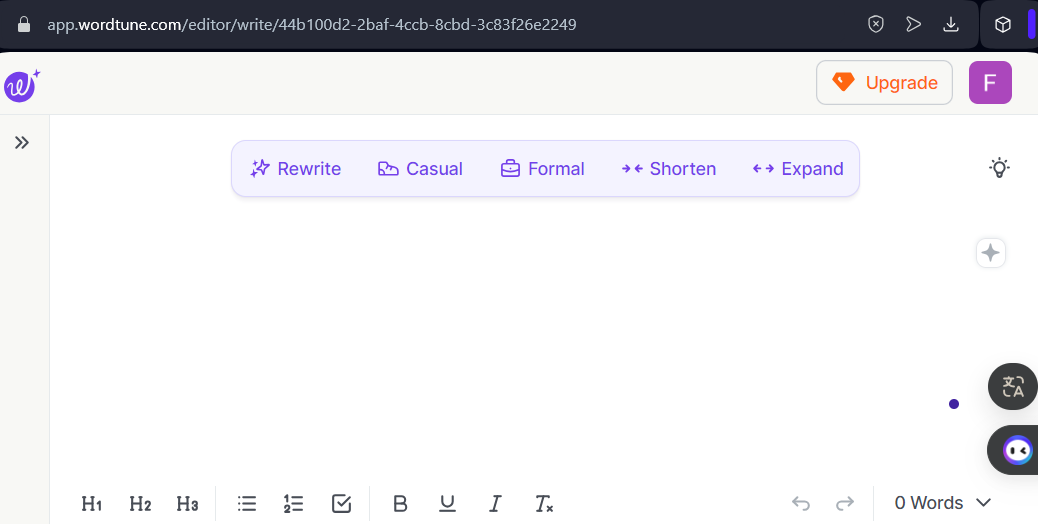 app.wordtune.com/editor/write/44b100d2-2baf-4ccb-8cbd-3c83f26e2249
Upgrade
F
Rewrite Casual Formal Shorten Expand
H1 H2 H3 B U I Tx 0 Words